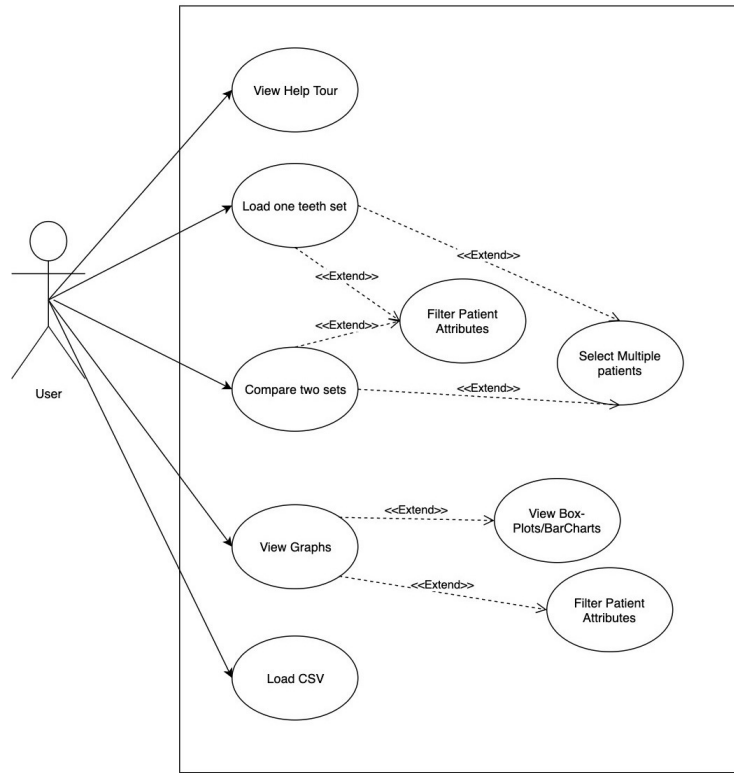 View Help Tour
Load one teeth set
<<Extend>>
<<Extend>>
Filter Patient
Attributes
<<Extend>>
Select Multiple
patients
User
Compare two sets
<<Extend>>
<<Extend>>
View Box-
Plots/BarCharts
View Graphs
<<Extend>>
Filter Patient
Attributes
Load CSV